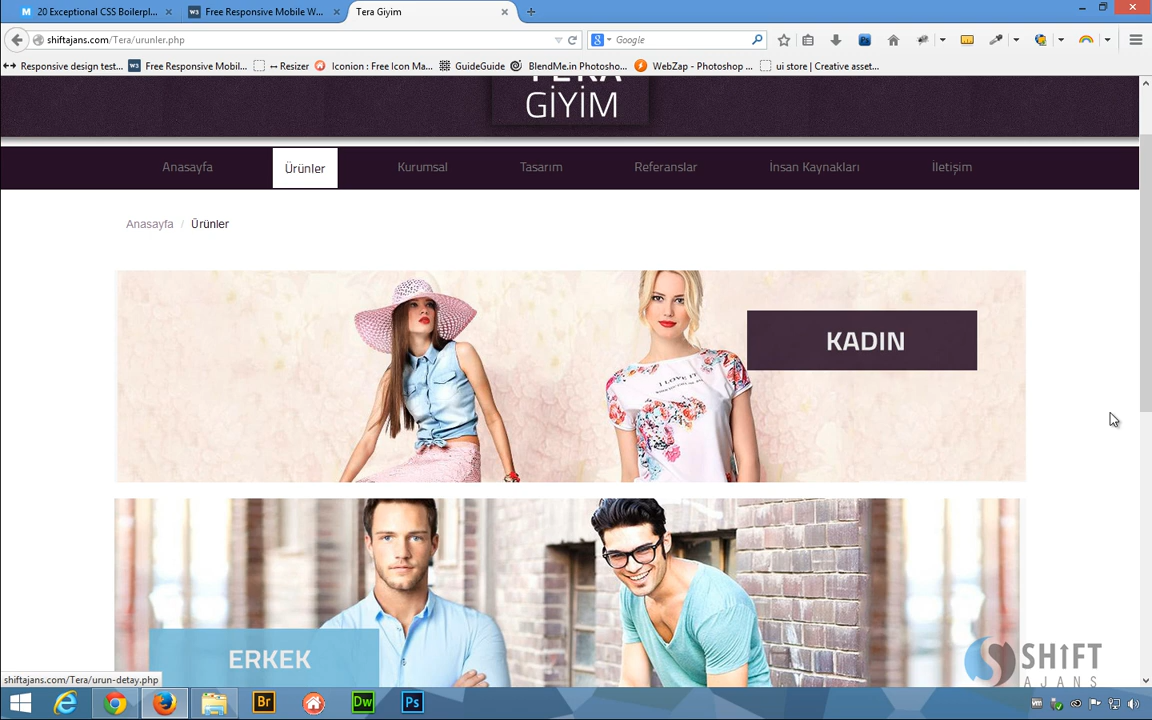 20 Exceptional CSS Boilerpl...
Free Responsive Mobile W...
Tera Giyim
shiftajans.com/Tera/urunler.php
Google
Responsive design test...
Free Responsive Mobil...
Resizer
Iconion : Free Icon Ma...
GuideGuide
BlendMe.in Photosho...
WebZap - Photoshop ...
ui store | Creative asset...
TERA
GİYİM
Anasayfa
Ürünler
Kurumsal
Tasarım
Referanslar
İnsan Kaynakları
İletişim
Anasayfa / Ürünler
KADIN
I LOVE IT
ERKEK
SHiFT
AJANS
shiftajans.com/Tera/urun-detay.php
Br
Dw
Ps